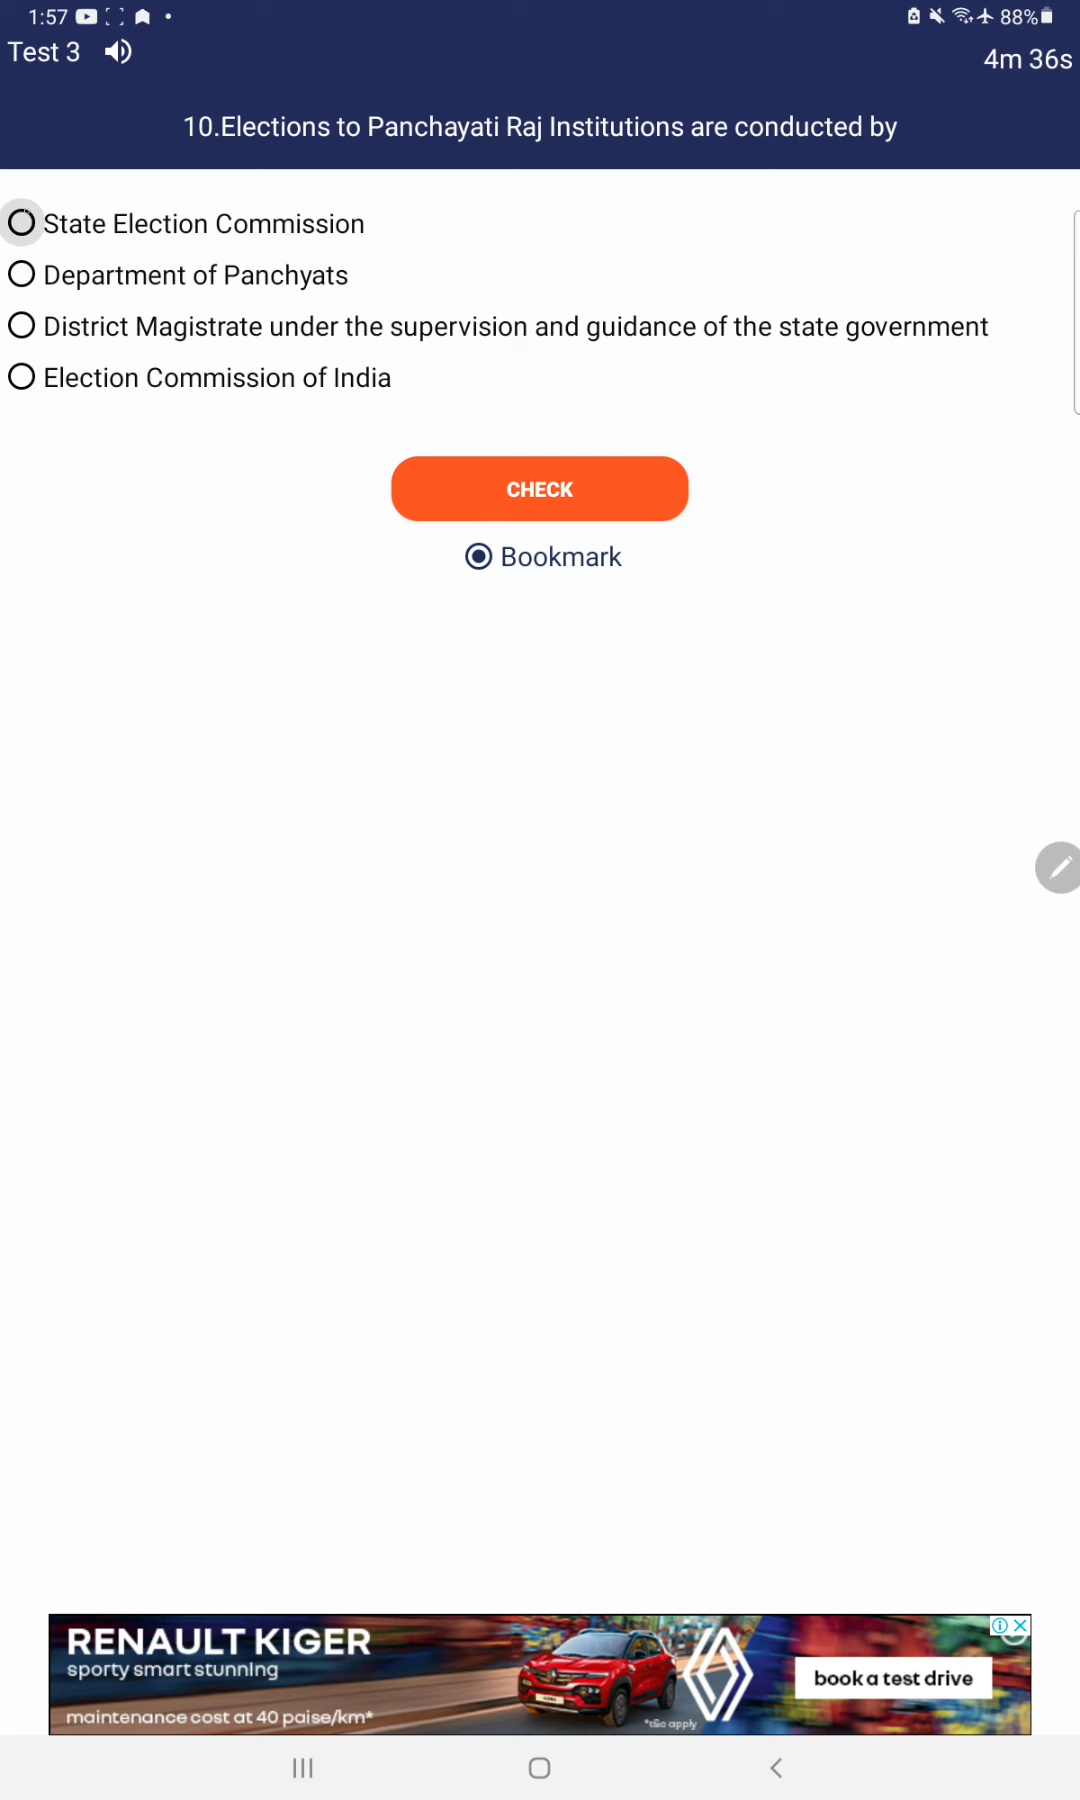 1:57
88%
Test 3
4m 36s
10.Elections to Panchayati Raj Institutions are conducted by
State Election Commission
Department of Panchyats
District Magistrate under the supervision and guidance of the state government
Election Commission of India
CHECK
Bookmark
RENAULT KIGER
sporty smart stunning
maintenance cost at 40 paise/km*
*t&c apply
book a test drive